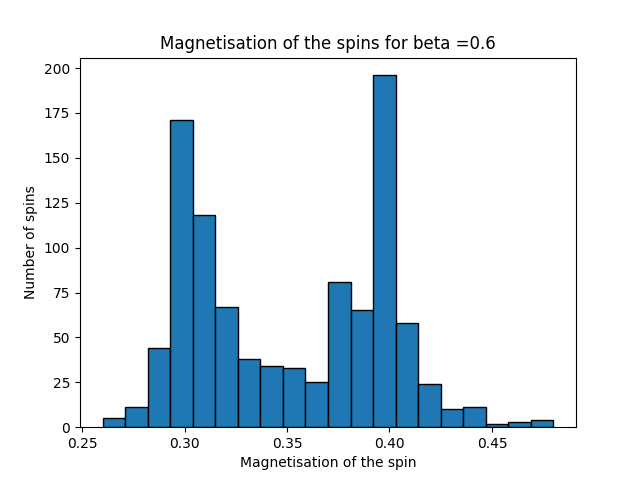 Magnetisation of the spins for beta =0.6
200
175
150
125
100
75
50
25
0
Number of spins
0.25 0.30 0.35 0.40 0.45
Magnetisation of the spin